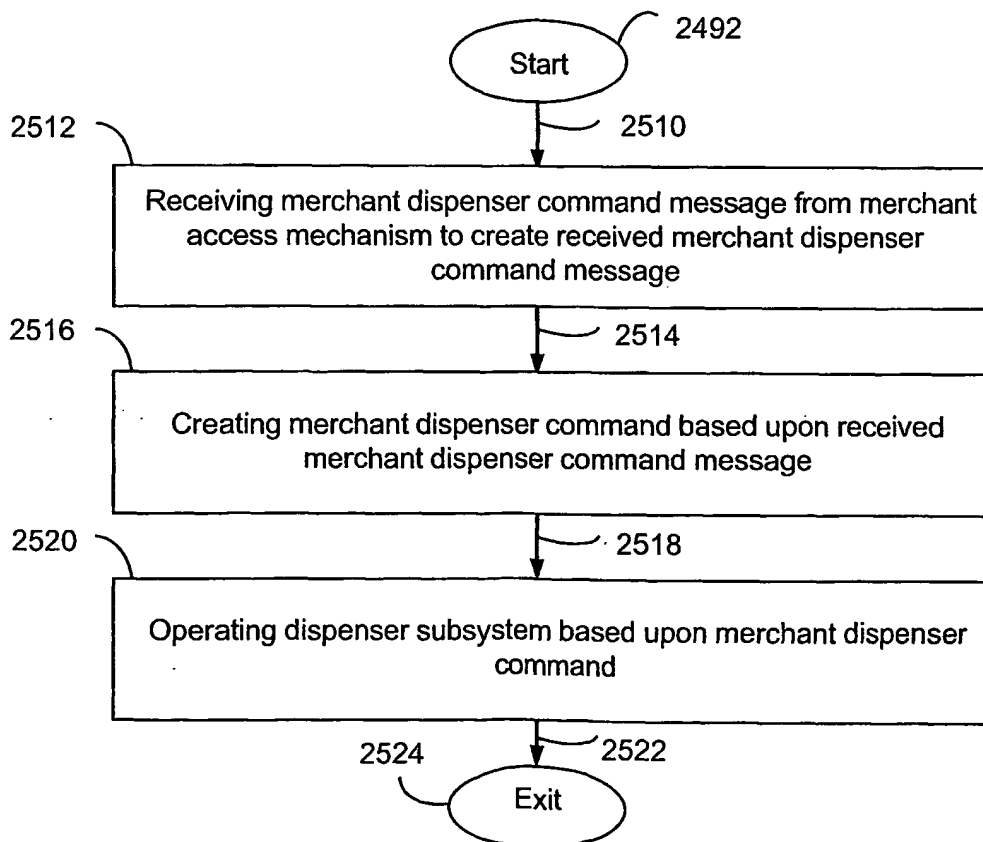 2492
Start
2512
2510
Receiving merchant dispenser command message from merchant
access mechanism to create received merchant dispenser
command message
2516
2514
Creating merchant dispenser command based upon received
merchant dispenser command message
2520
2518
Operating dispenser subsystem based upon merchant dispenser
command
2524
2522
Exit